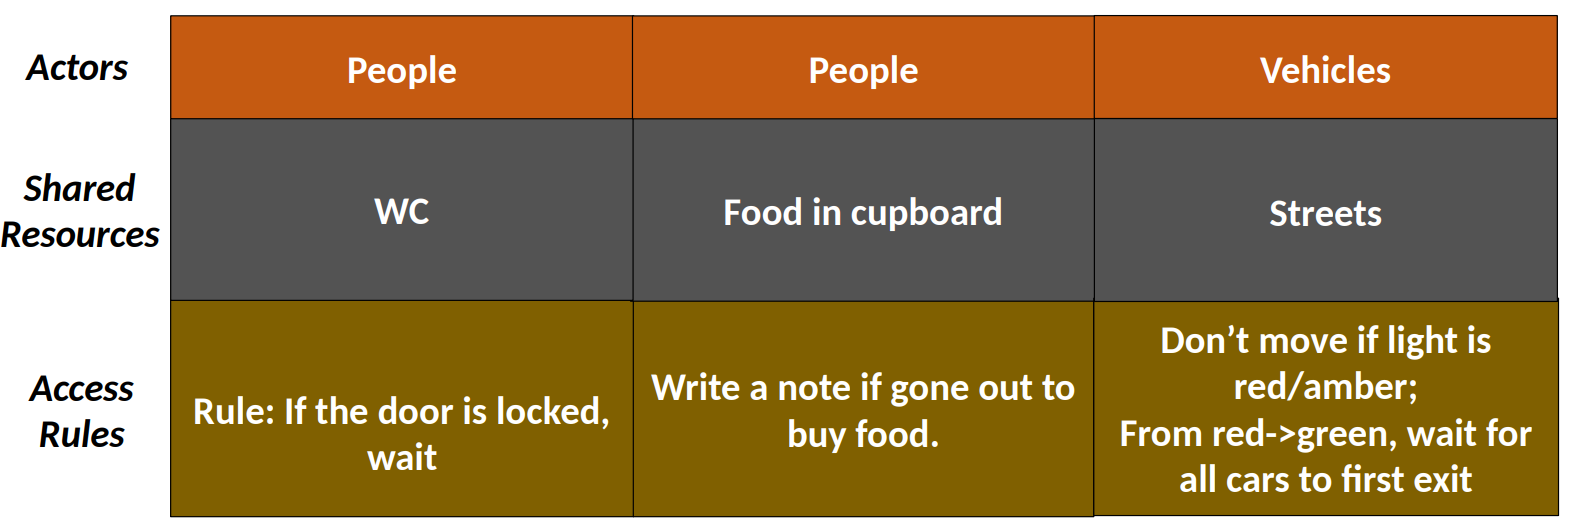 Actors
People
People
Vehicles
Shared
Resources
WC
Food in cupboard
Streets
Access
Rules
Rule: If the door is locked,
wait
Write a note if gone out to
buy food.
Don’t move if light is
red/amber;
From red->green, wait for
all cars to first exit